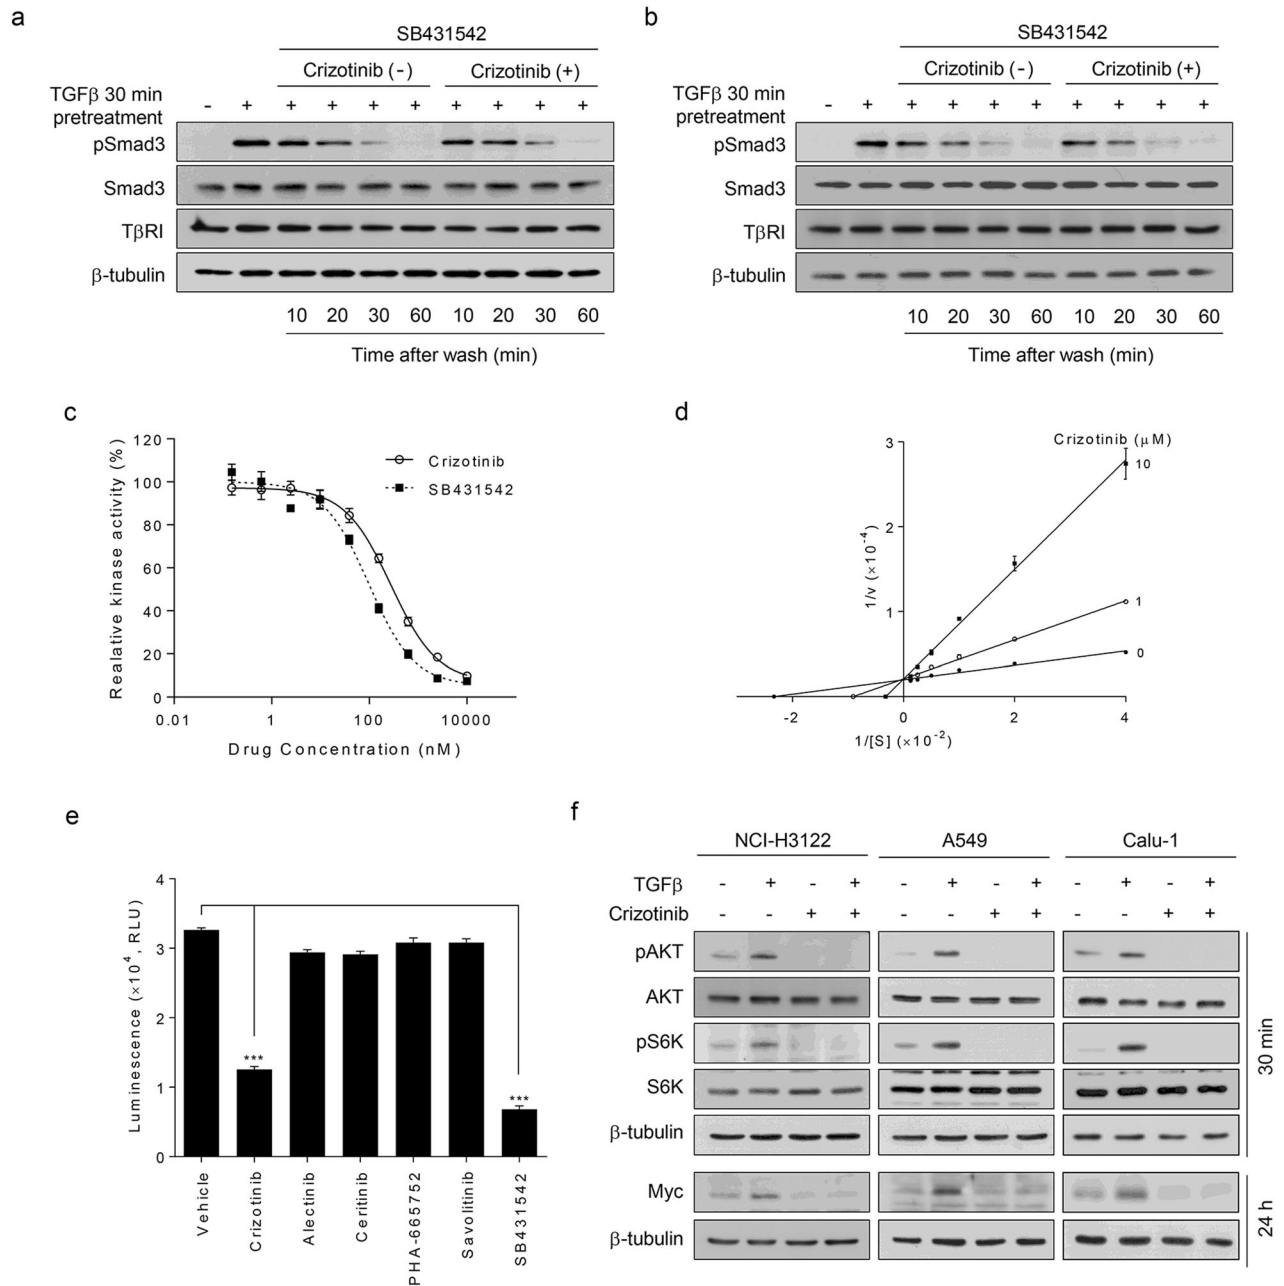 a
SB431542
Crizotinib (-) Crizotinib (+)
TGFβ 30 min
pretreatment
- + + + + + + + + +
pSmad3
Smad3
TβRI
β-tubulin
10 20 30 60 10 20 30 60
Time after wash (min)
b
SB431542
Crizotinib (-) Crizotinib (+)
TGFβ 30 min
pretreatment
- + + + + + + + + +
pSmad3
Smad3
TβRI
β-tubulin
10 20 30 60 10 20 30 60
Time after wash (min)
c
Realative kinase activity (%)
120
100
80
60
40
20
0
0.01 1 100 10000
Drug Concentration (nM)
Crizotinib
SB431542
d
Crizotinib (μM)
10
1
0
1/v (×10⁻⁴)
3
2
1
-2 0 2 4
1/[S] (×10⁻²)
e
Luminescence (×10⁴, RLU)
4
3
2
1
0
***
***
Vehicle
Crizotinib
Alectinib
Ceritinib
PHA-665752
Savolitinib
SB431542
f
NCI-H3122 A549 Calu-1
TGFβ - + - + - + - + - + - +
Crizotinib - - + + - - + + - - + +
pAKT
AKT
pS6K
S6K
β-tubulin
30 min
Myc
β-tubulin
24 h